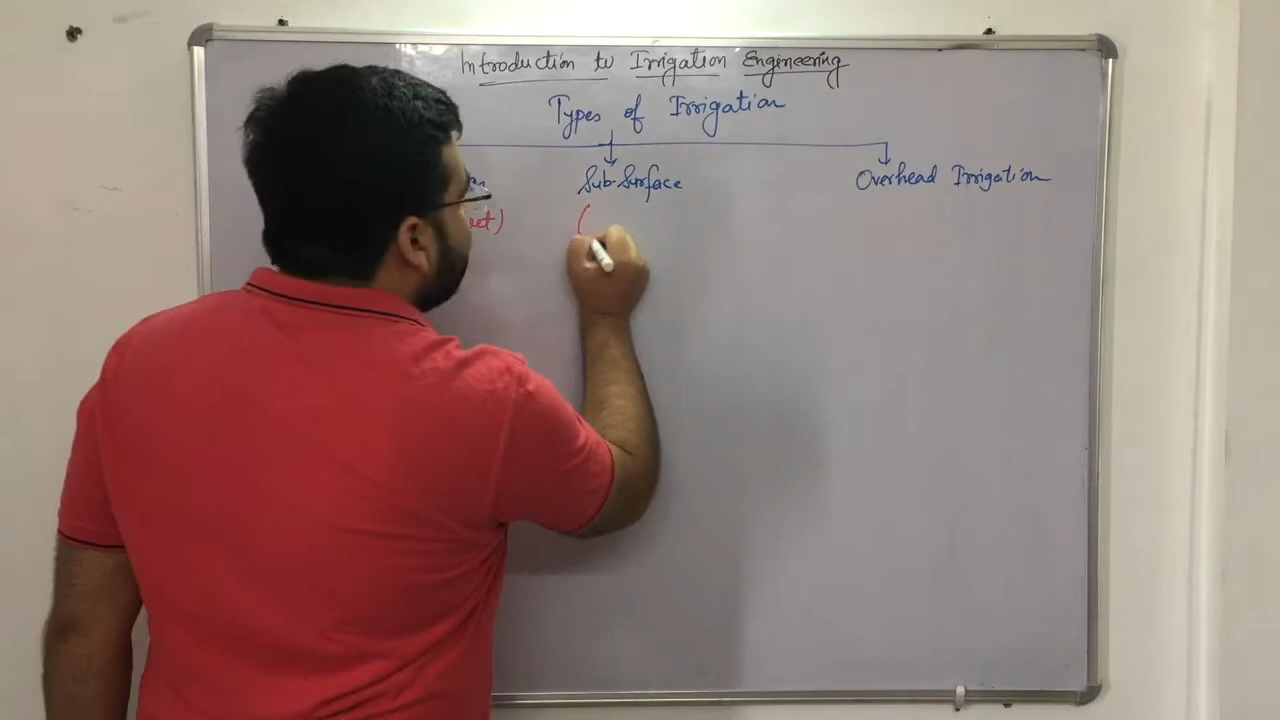 Introduction to Irrigation Engineering
Types of Irrigation
Sub-Surface
Overhead Irrigation
(